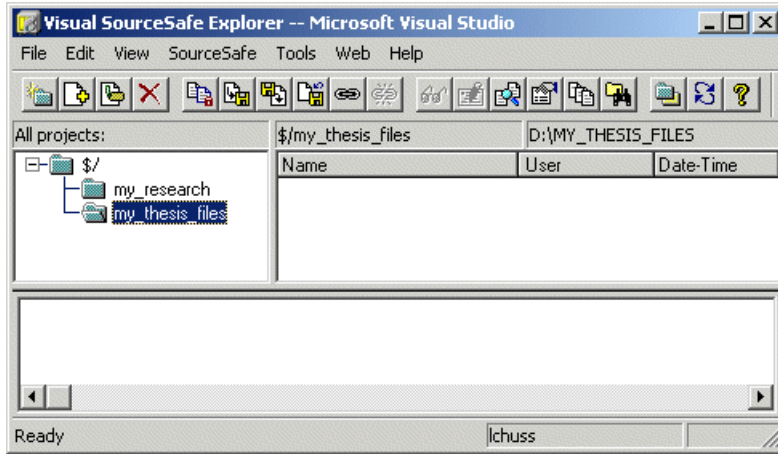 Visual SourceSafe Explorer -- Microsoft Visual Studio
File Edit View SourceSafe Tools Web Help
All projects: $/my_thesis_files D:\MY_THESIS_FILES
$/ Name User Date-Time
my_research
my_thesis_files
Ready lchuss